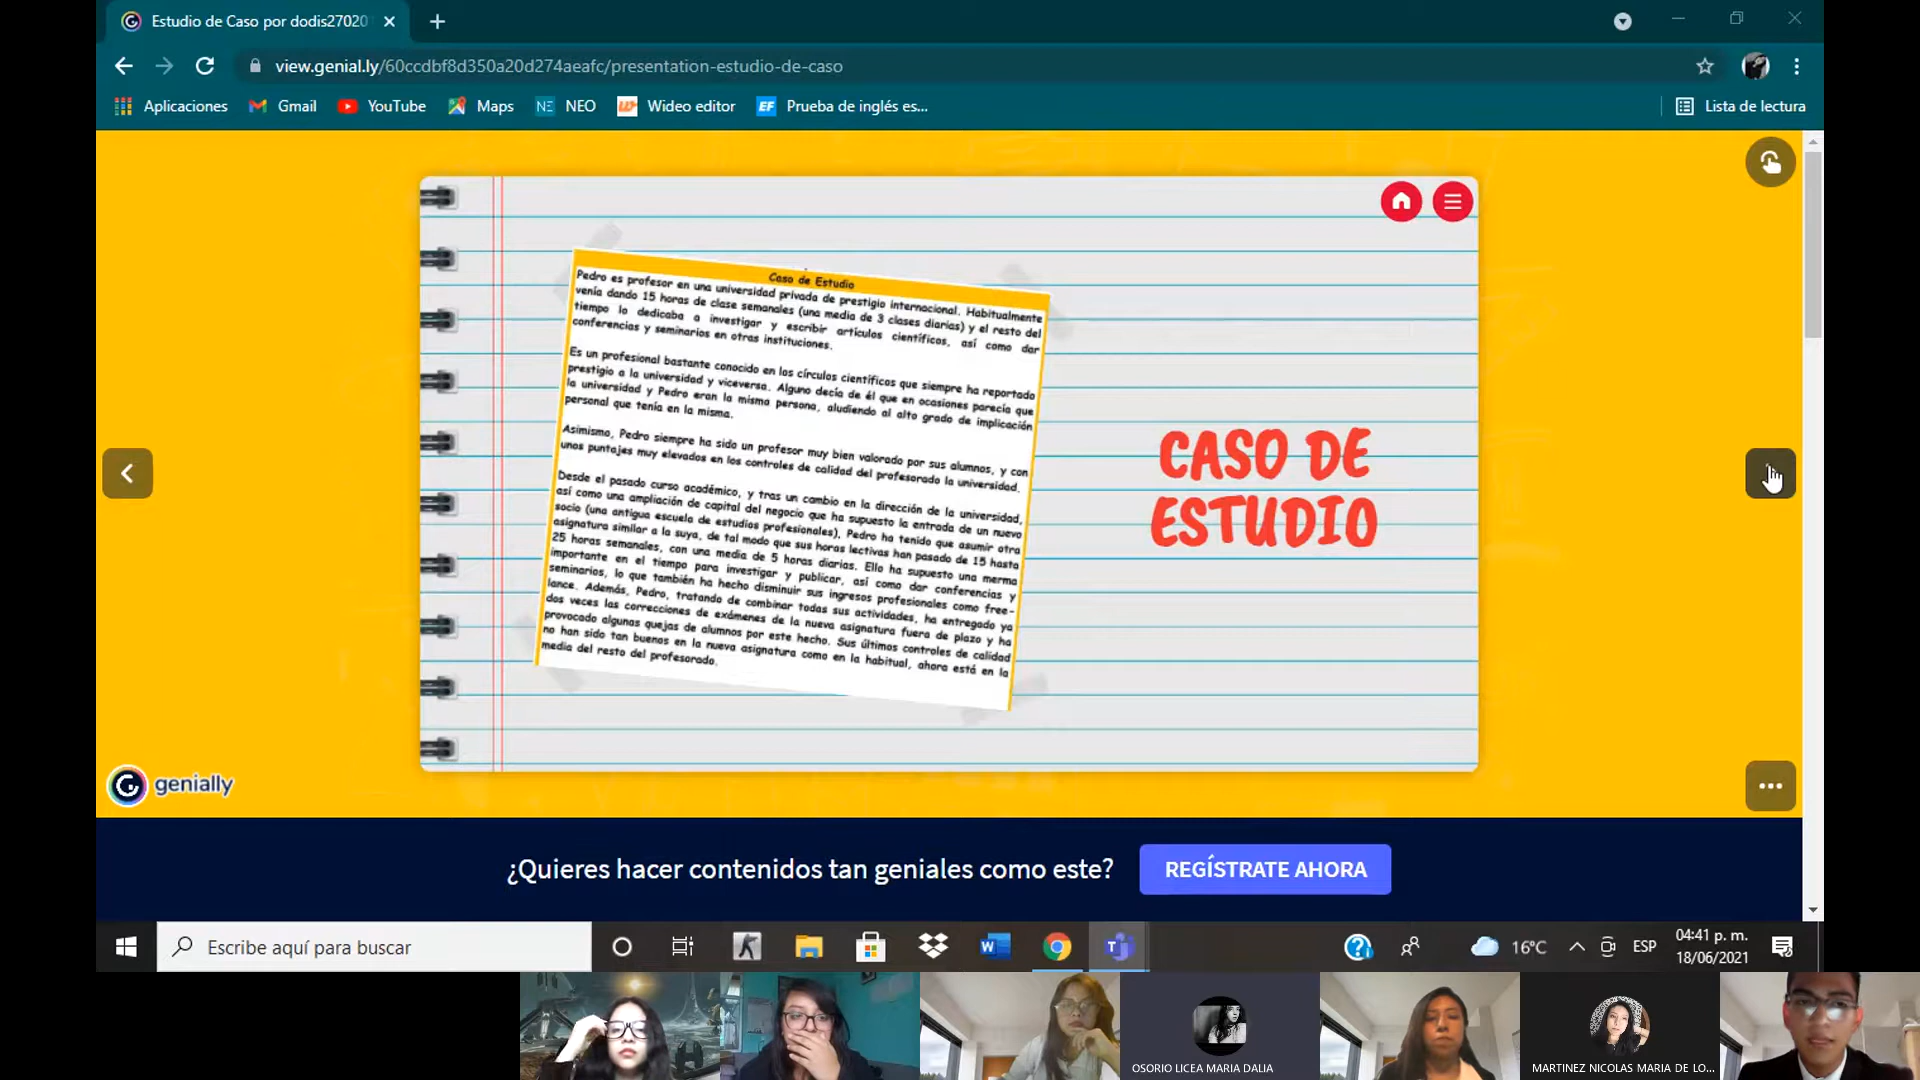 Estudio de Caso por dodis27020
view.genial.ly/60ccdbf8d350a20d274aeafc/presentation-estudio-de-caso
Aplicaciones
Gmail
YouTube
Maps
NE NEO
Wideo editor
EF Prueba de inglés es...
Lista de lectura
Caso de Estudio
Pedro es profesor en una universidad privada de prestigio internacional. Habitualmente
venía dando 15 horas de clase semanales (una media de 3 clases diarias) y el resto del
tiempo lo dedicaba a investigar y escribir artículos científicos, así como dar
conferencias y seminarios en otras instituciones.
Es un profesional bastante conocido en los círculos científicos que siempre ha reportado
prestigio a la universidad y viceversa. Alguno decía de él que en ocasiones parecía que
la universidad y Pedro eran la misma persona, aludiendo al alto grado de implicación
personal que tenía en la misma.
Asimismo, Pedro siempre ha sido un profesor muy bien valorado por sus alumnos, y con
unos puntajes muy elevados en los controles de calidad del profesorado la universidad.
Desde el pasado curso académico, y tras un cambio en la dirección de la universidad,
así como una ampliación de capital del negocio que ha supuesto la entrada de un nuevo
socio (una antigua escuela de estudios profesionales), Pedro ha tenido que asumir otra
asignatura similar a la suya, de tal modo que sus horas lectivas han pasado de 15 hasta
25 horas semanales, con una media de 5 horas diarias. Ello ha supuesto una merma
importante en el tiempo para investigar y publicar, así como dar conferencias y
seminarios, lo que también ha hecho disminuir sus ingresos profesionales como free-
lance. Además, Pedro, tratando de combinar todas sus actividades, ha entregado ya
dos veces las correcciones de exámenes de la nueva asignatura fuera de plazo y ha
provocado algunas quejas de alumnos por este hecho. Sus últimos controles de calidad
no han sido tan buenos en la nueva asignatura como en la habitual, ahora está en la
media del resto del profesorado.
CASO DE
ESTUDIO
genially
¿Quieres hacer contenidos tan geniales como este?
REGÍSTRATE AHORA
Escribe aquí para buscar
16°C
ESP
04:41 p. m.
18/06/2021
OSORIO LICEA MARIA DALIA
MARTINEZ NICOLAS MARIA DE LO...